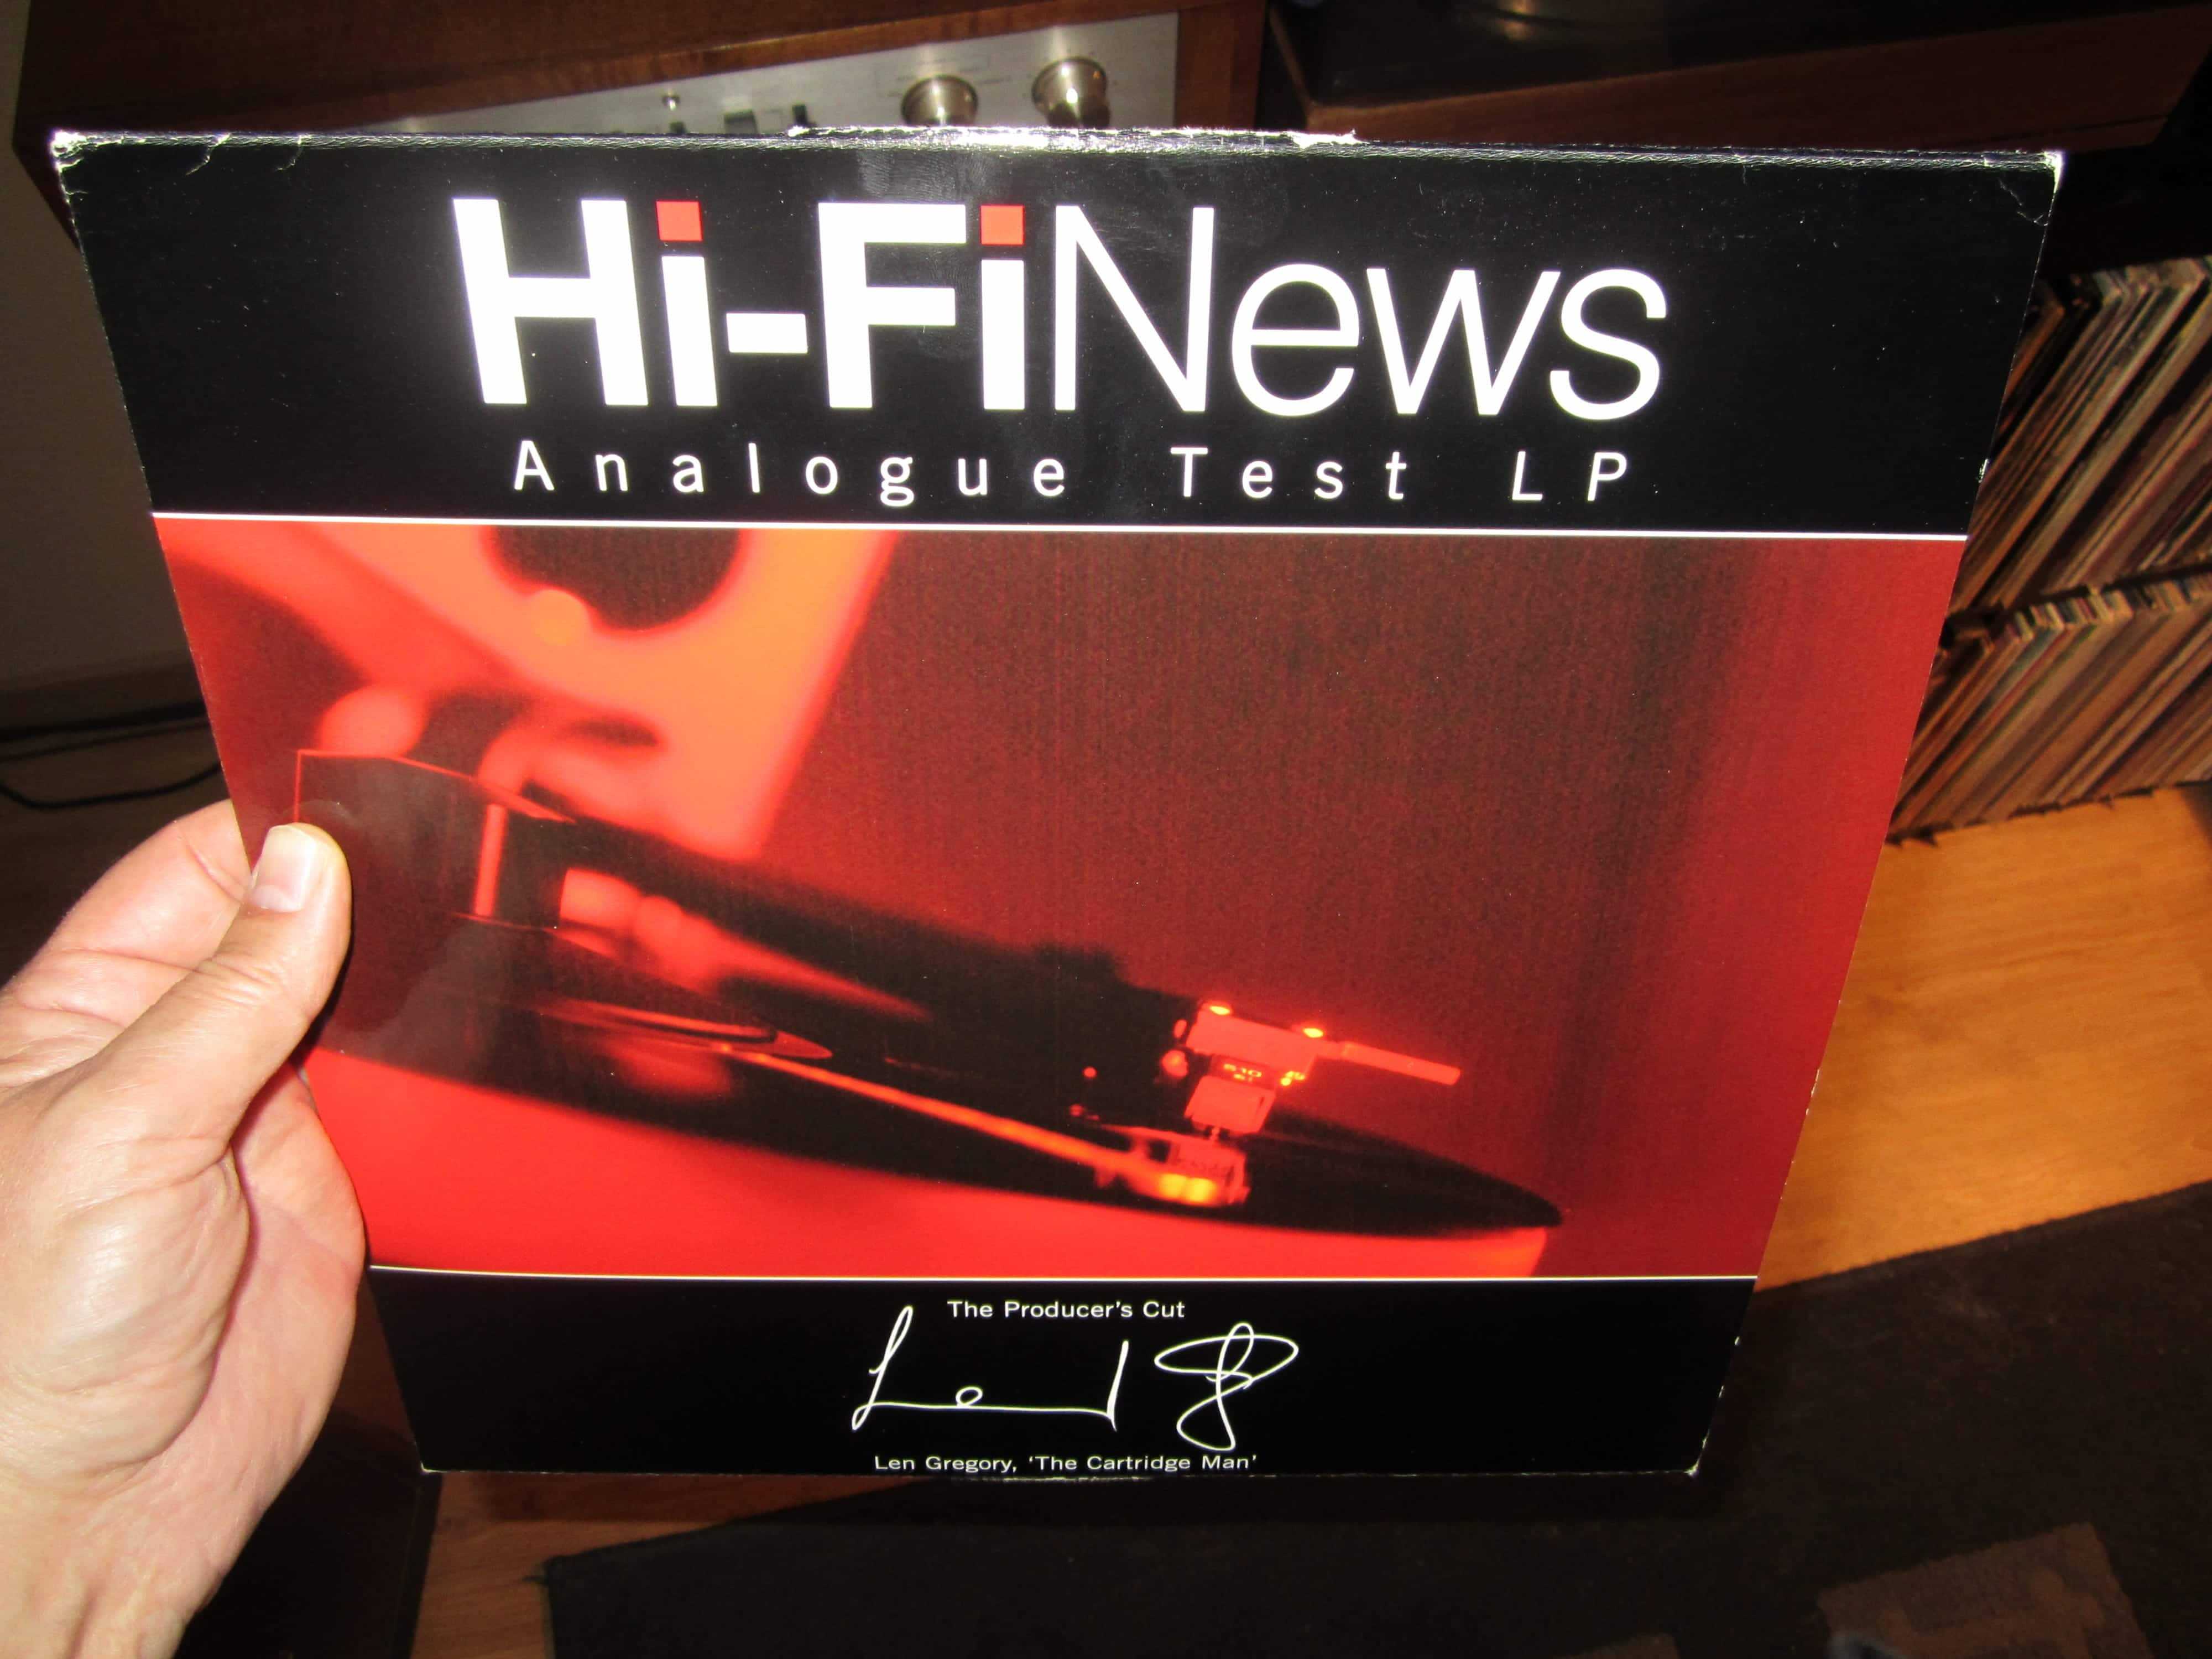 Hi-FiNews
Analogue Test LP
The Producer's Cut
Len Gregory, 'The Cartridge Man'